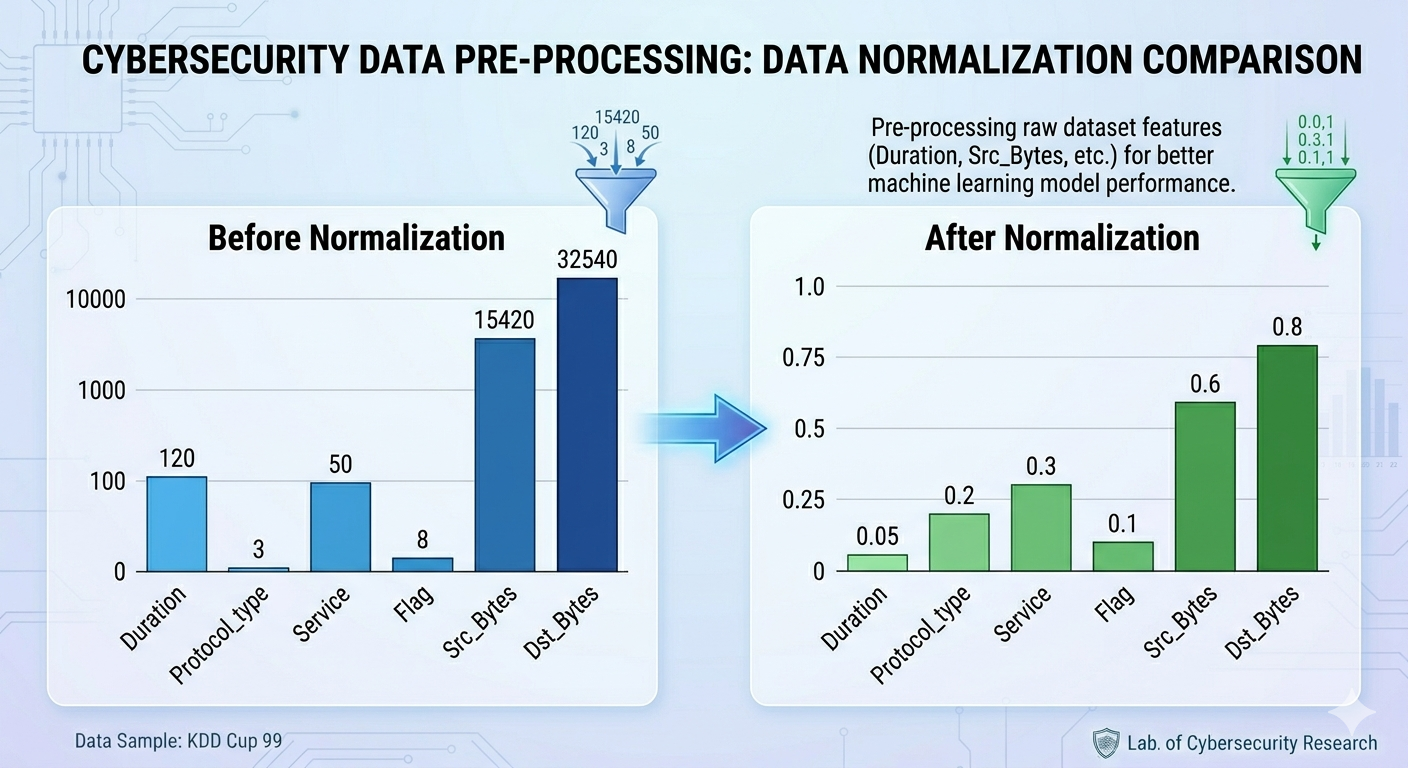 CYBERSECURITY DATA PRE-PROCESSING: DATA NORMALIZATION COMPARISON
15420
120 3 8 50
Pre-processing raw dataset features
(Duration, Src_Bytes, etc.) for better
machine learning model performance.
0.0,1
0.3.1
0.1,1
Before Normalization
10000
1000
100
0
120
3
50
8
15420
32540
Duration
Protocol_type
Service
Flag
Src_Bytes
Dst_Bytes
After Normalization
1.0
0.75
0.5
0.25
0
0.05
0.2
0.3
0.1
0.6
0.8
Duration
Protocol_type
Service
Flag
Src_Bytes
Dst_Bytes
Data Sample: KDD Cup 99
Lab. of Cybersecurity Research